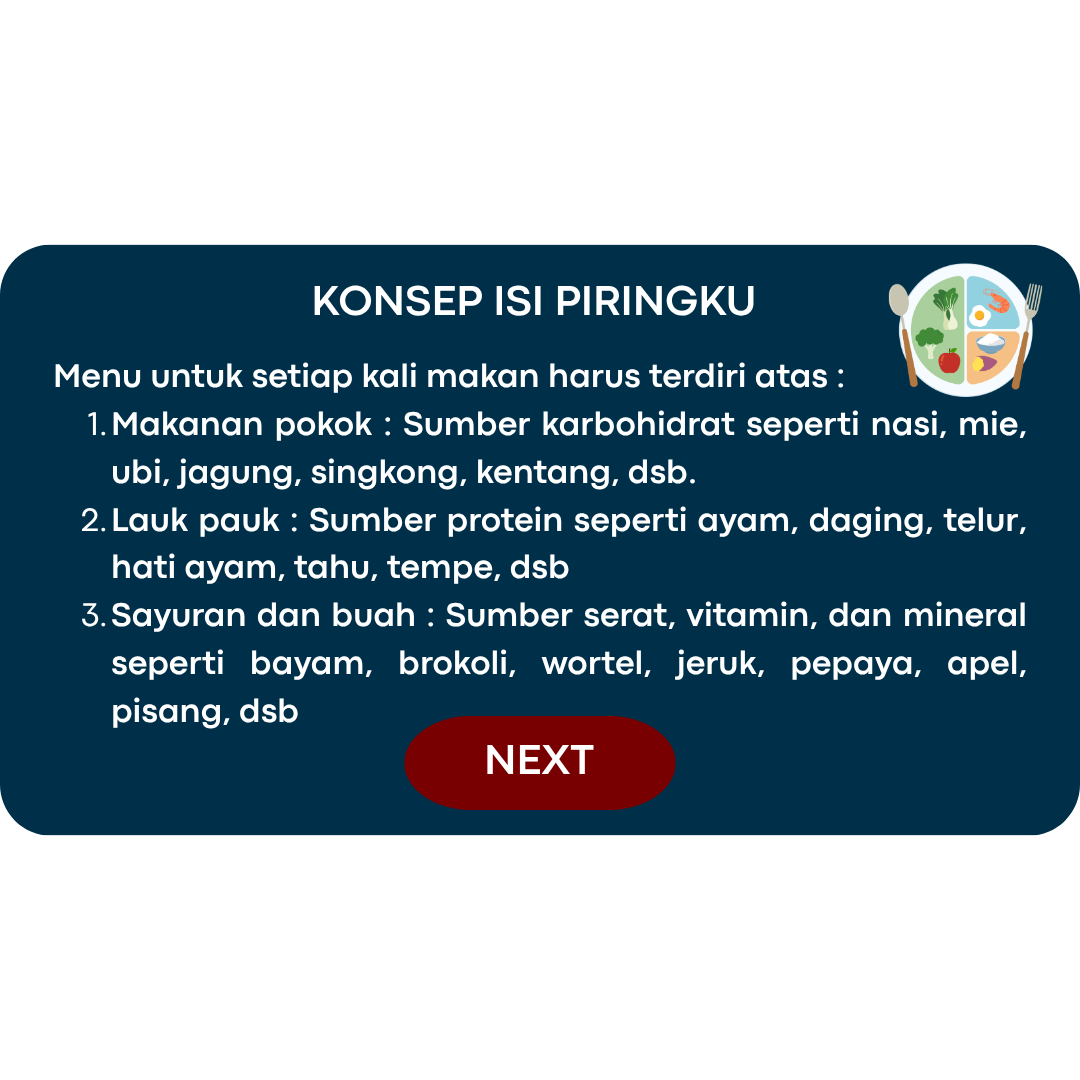 KONSEP ISI PIRINGKU
Menu untuk setiap kali makan harus terdiri atas :
1. Makanan pokok : Sumber karbohidrat seperti nasi, mie,
ubi, jagung, singkong, kentang, dsb.
2. Lauk pauk : Sumber protein seperti ayam, daging, telur,
hati ayam, tahu, tempe, dsb
3. Sayuran dan buah : Sumber serat, vitamin, dan mineral
seperti bayam, brokoli, wortel, jeruk, pepaya, apel,
pisang, dsb
NEXT